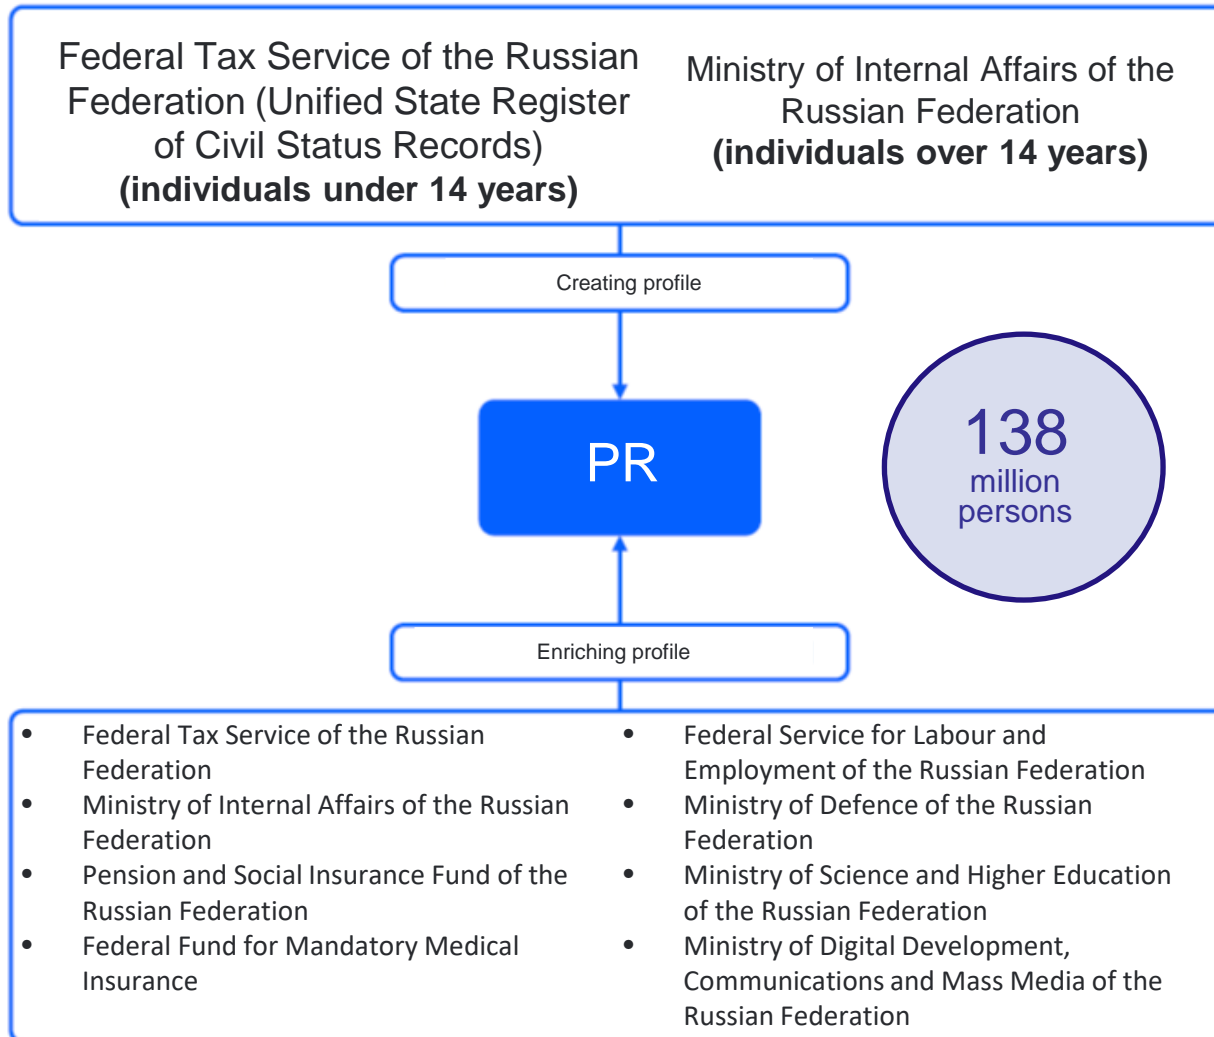 Federal Tax Service of the Russian
Federation (Unified State Register
of Civil Status Records)
(individuals under 14 years)
Ministry of Internal Affairs of the
Russian Federation
(individuals over 14 years)
Creating profile
PR
138
million
persons
Enriching profile
• Federal Tax Service of the Russian
Federation
• Ministry of Internal Affairs of the Russian
Federation
• Pension and Social Insurance Fund of the
Russian Federation
• Federal Fund for Mandatory Medical
Insurance
• Federal Service for Labour and
Employment of the Russian Federation
• Ministry of Defence of the Russian
Federation
• Ministry of Science and Higher Education
of the Russian Federation
• Ministry of Digital Development,
Communications and Mass Media of the
Russian Federation